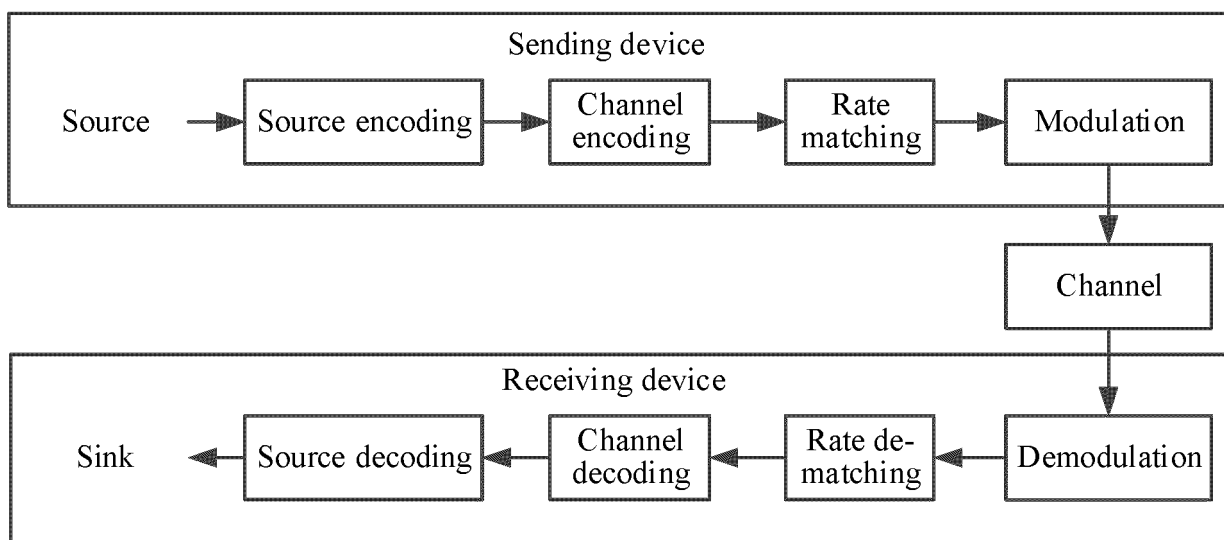 Sending device
Source
Source encoding
Channel
encoding
Rate
matching
Modulation
Channel
Receiving device
Sink
Source decoding
Channel
decoding
Rate de-
matching
Demodulation